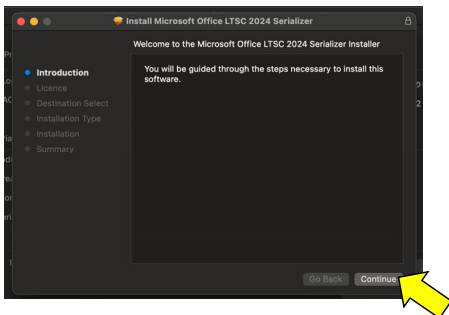 Install Microsoft Office LTSC 2024 Serializer
Welcome to the Microsoft Office LTSC 2024 Serializer Installer
Introduction
Licence
Destination Select
Installation Type
Installation
Summary
You will be guided through the steps necessary to install this
software.
Go Back
Continue